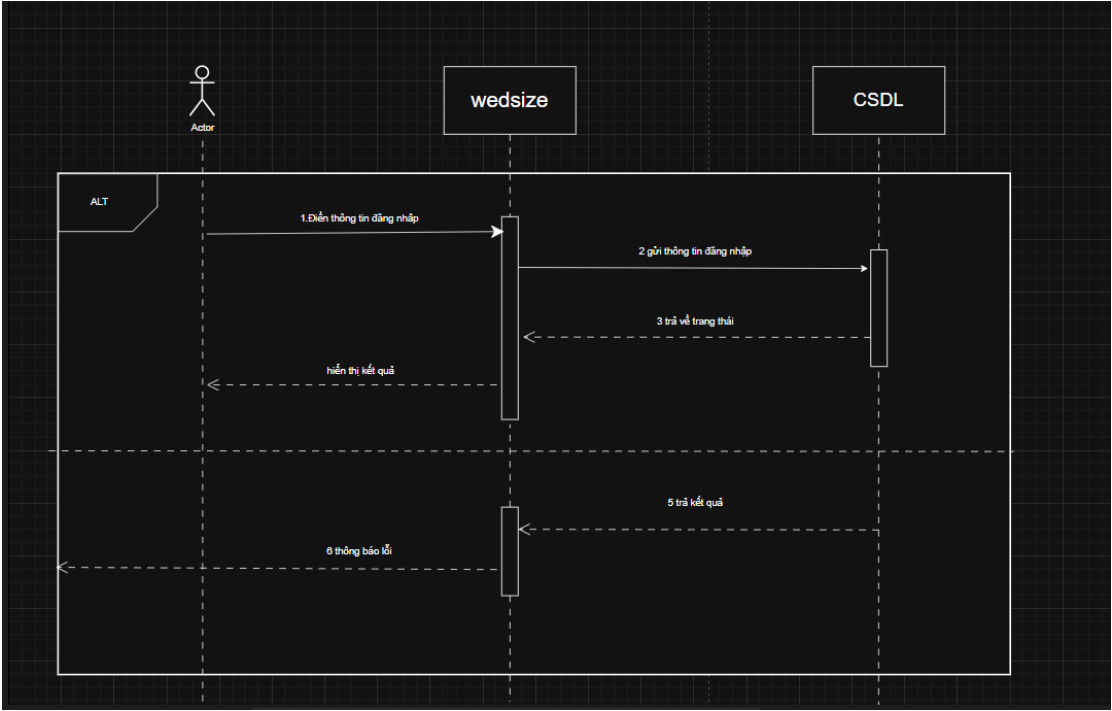 Actor
wedsize
CSDL
ALT
1.Điền thông tin đăng nhập
2 gửi thông tin đăng nhập
3 trả về trang thái
hiển thị kết quả
5 trả kết quả
6 thông báo lỗi